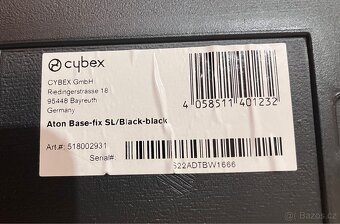 cybex
CYBEX GmbH
Riedingerstrasse 18
95448 Bayreuth
Germany
4 058511 401232
Aton Base-fix SL/Black-black
Art.#: 518002931
Serial#
S22ADTBW1666
Bazoš.cz